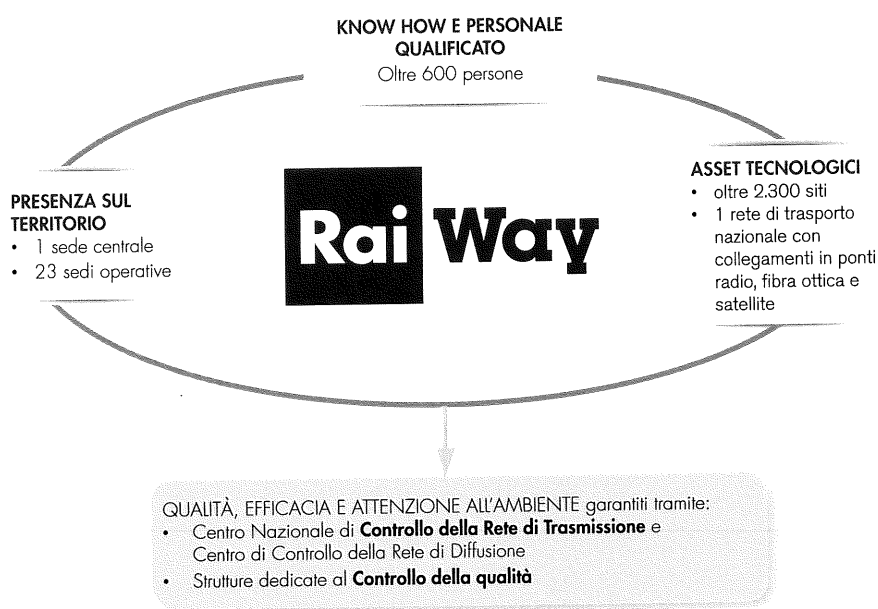 KNOW HOW E PERSONALE
QUALIFICATO
Oltre 600 persone
PRESENZA SUL
TERRITORIO
• 1 sede centrale
• 23 sedi operative
Rai Way
ASSET TECNOLOGICI
• oltre 2.300 siti
• 1 rete di trasporto
nazionale con
collegamenti in ponti
radio, fibra ottica e
satellite
QUALITÀ, EFFICACIA E ATTENZIONE ALL'AMBIENTE garantiti tramite:
• Centro Nazionale di Controllo della Rete di Trasmissione e
Centro di Controllo della Rete di Diffusione
• Strutture dedicate al Controllo della qualità